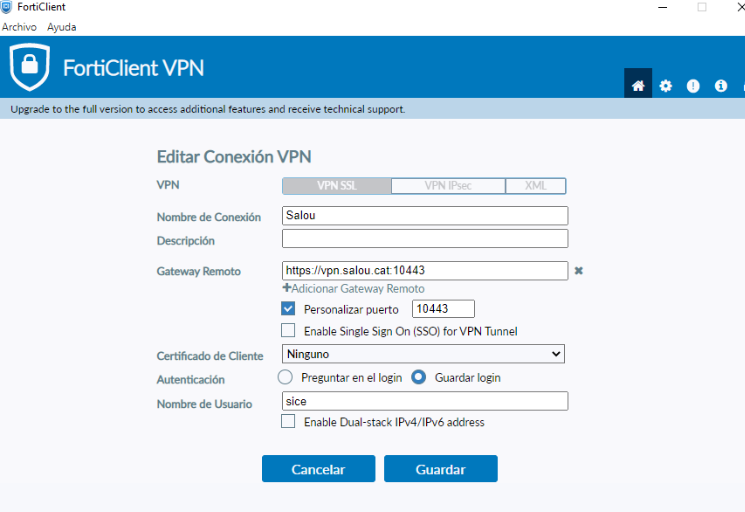 FortiClient
Archivo Ayuda
FortiClient VPN
Upgrade to the full version to access additional features and receive technical support.
Editar Conexión VPN
VPN VPN SSL VPN IPsec XML
Nombre de Conexión Salou
Descripción
Gateway Remoto https://vpn.salou.cat:10443
+Adicionar Gateway Remoto
Personalizar puerto 10443
Enable Single Sign On (SSO) for VPN Tunnel
Certificado de Cliente Ninguno
Autenticación Preguntar en el login Guardar login
Nombre de Usuario sice
Enable Dual-stack IPv4/IPv6 address
Cancelar Guardar